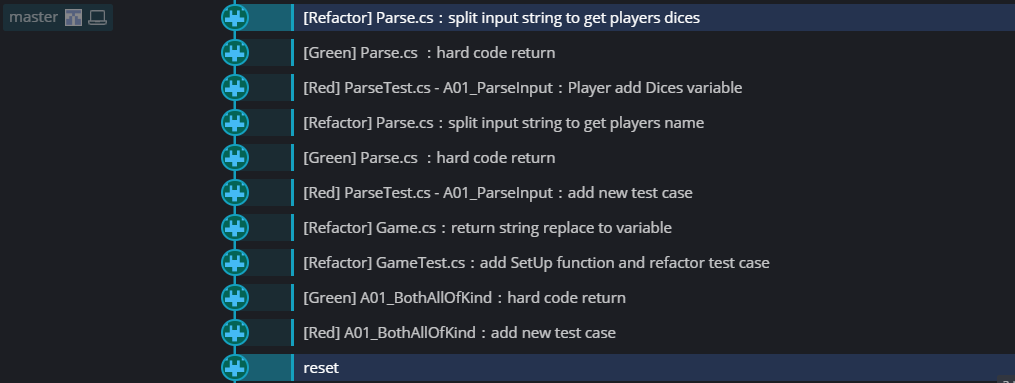 master
[Refactor] Parse.cs : split input string to get players dices
[Green] Parse.cs : hard code return
[Red] ParseTest.cs - A01_ParseInput : Player add Dices variable
[Refactor] Parse.cs : split input string to get players name
[Green] Parse.cs : hard code return
[Red] ParseTest.cs - A01_ParseInput : add new test case
[Refactor] Game.cs : return string replace to variable
[Refactor] GameTest.cs : add SetUp function and refactor test case
[Green] A01_BothAllOfKind : hard code return
[Red] A01_BothAllOfKind : add new test case
reset